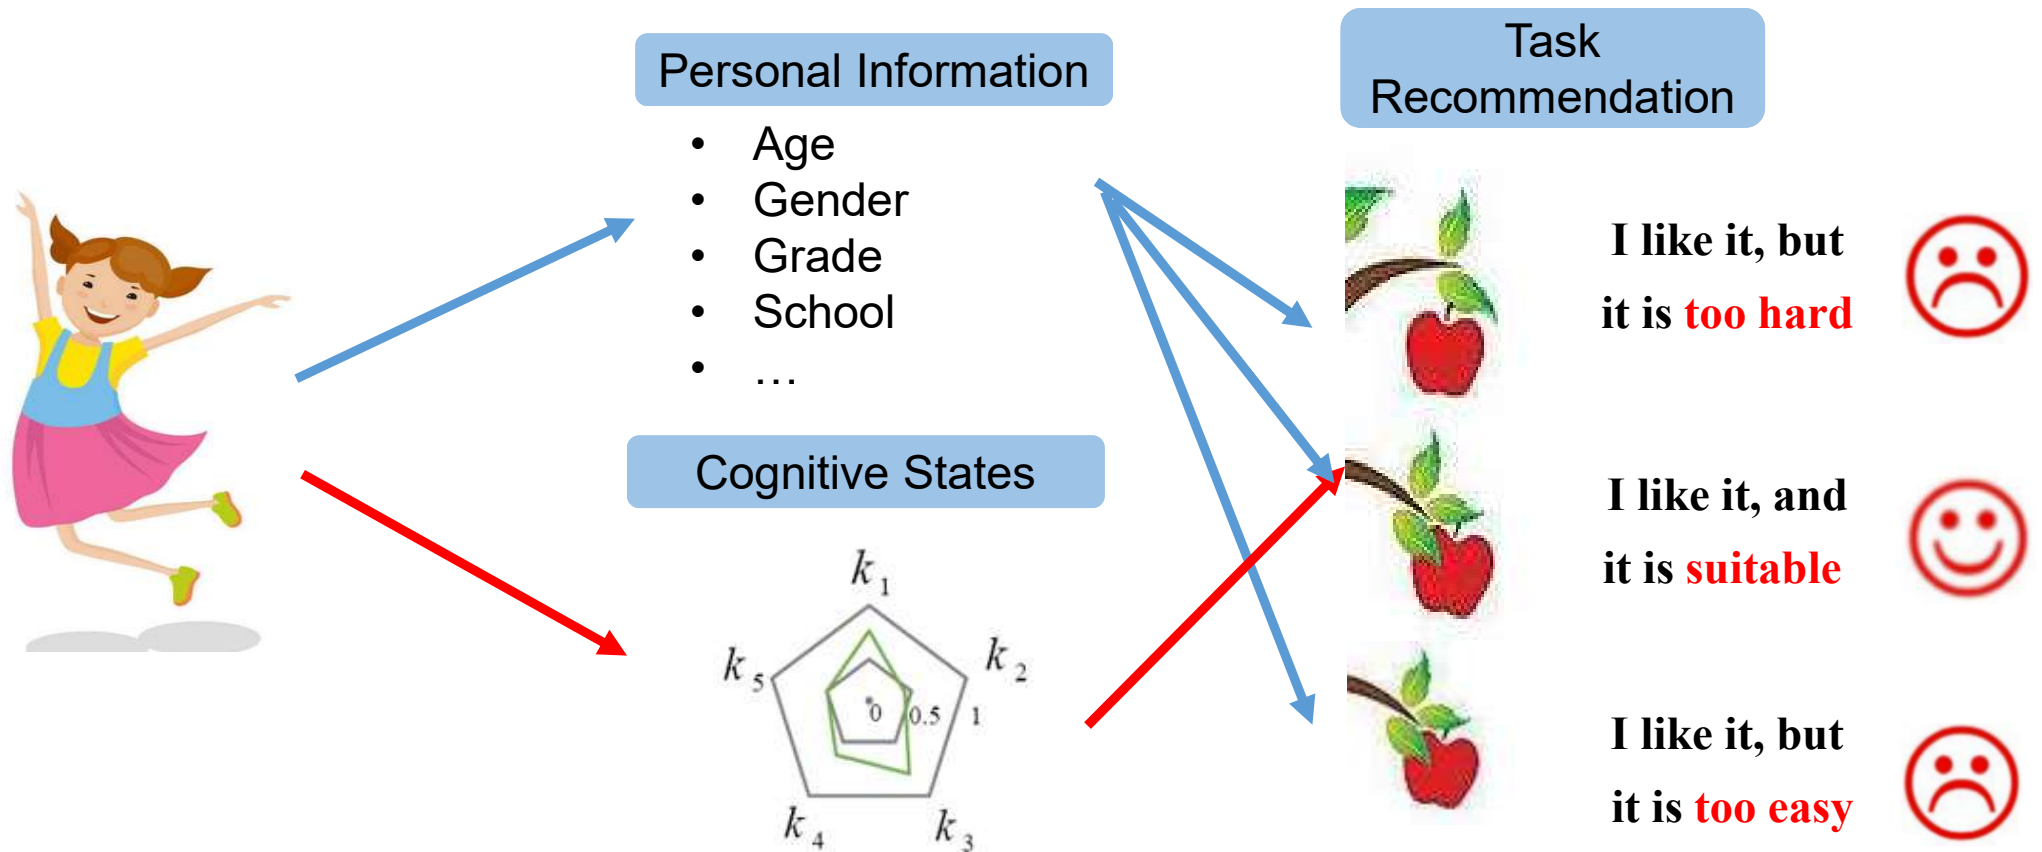 Personal Information
• Age
• Gender
• Grade
• School
• …
Cognitive States
k1
k2
k3
k4
k5
0
0.5
1
Task
Recommendation
I like it, but
it is too hard
I like it, and
it is suitable
I like it, but
it is too easy